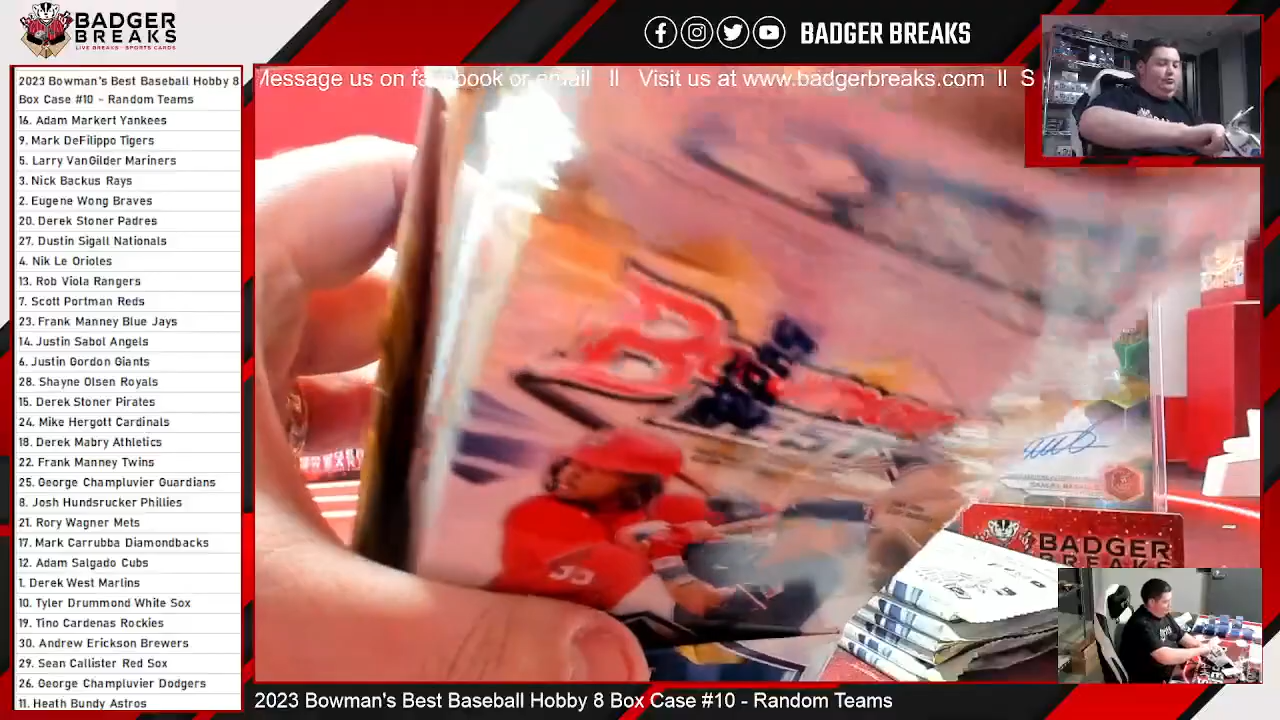 BADGER
BREAKS
LIVE BREAKS - SPORTS CARDS
BADGER BREAKS
Message us on facebook or email II Visit us at www.badgerbreaks.com II S
2023 Bowman's Best Baseball Hobby 8
Box Case #10 - Random Teams
16. Adam Markert Yankees
9. Mark DeFilippo Tigers
5. Larry VanGilder Mariners
3. Nick Backus Rays
2. Eugene Wong Braves
20. Derek Stoner Padres
27. Dustin Sigall Nationals
4. Nik Le Orioles
13. Rob Viola Rangers
7. Scott Portman Reds
23. Frank Manney Blue Jays
14. Justin Sabol Angels
6. Justin Gordon Giants
28. Shayne Olsen Royals
15. Derek Stoner Pirates
24. Mike Hergott Cardinals
18. Derek Mabry Athletics
22. Frank Manney Twins
25. George Champluvier Guardians
8. Josh Hundsrucker Phillies
21. Rory Wagner Mets
17. Mark Carrubba Diamondbacks
12. Adam Salgado Cubs
1. Derek West Marlins
10. Tyler Drummond White Sox
19. Tino Cardenas Rockies
30. Andrew Erickson Brewers
29. Sean Callister Red Sox
26. George Champluvier Dodgers
11. Heath Bundy Astros
BADGER
BREAKS
2023 Bowman's Best Baseball Hobby 8 Box Case #10 - Random Teams